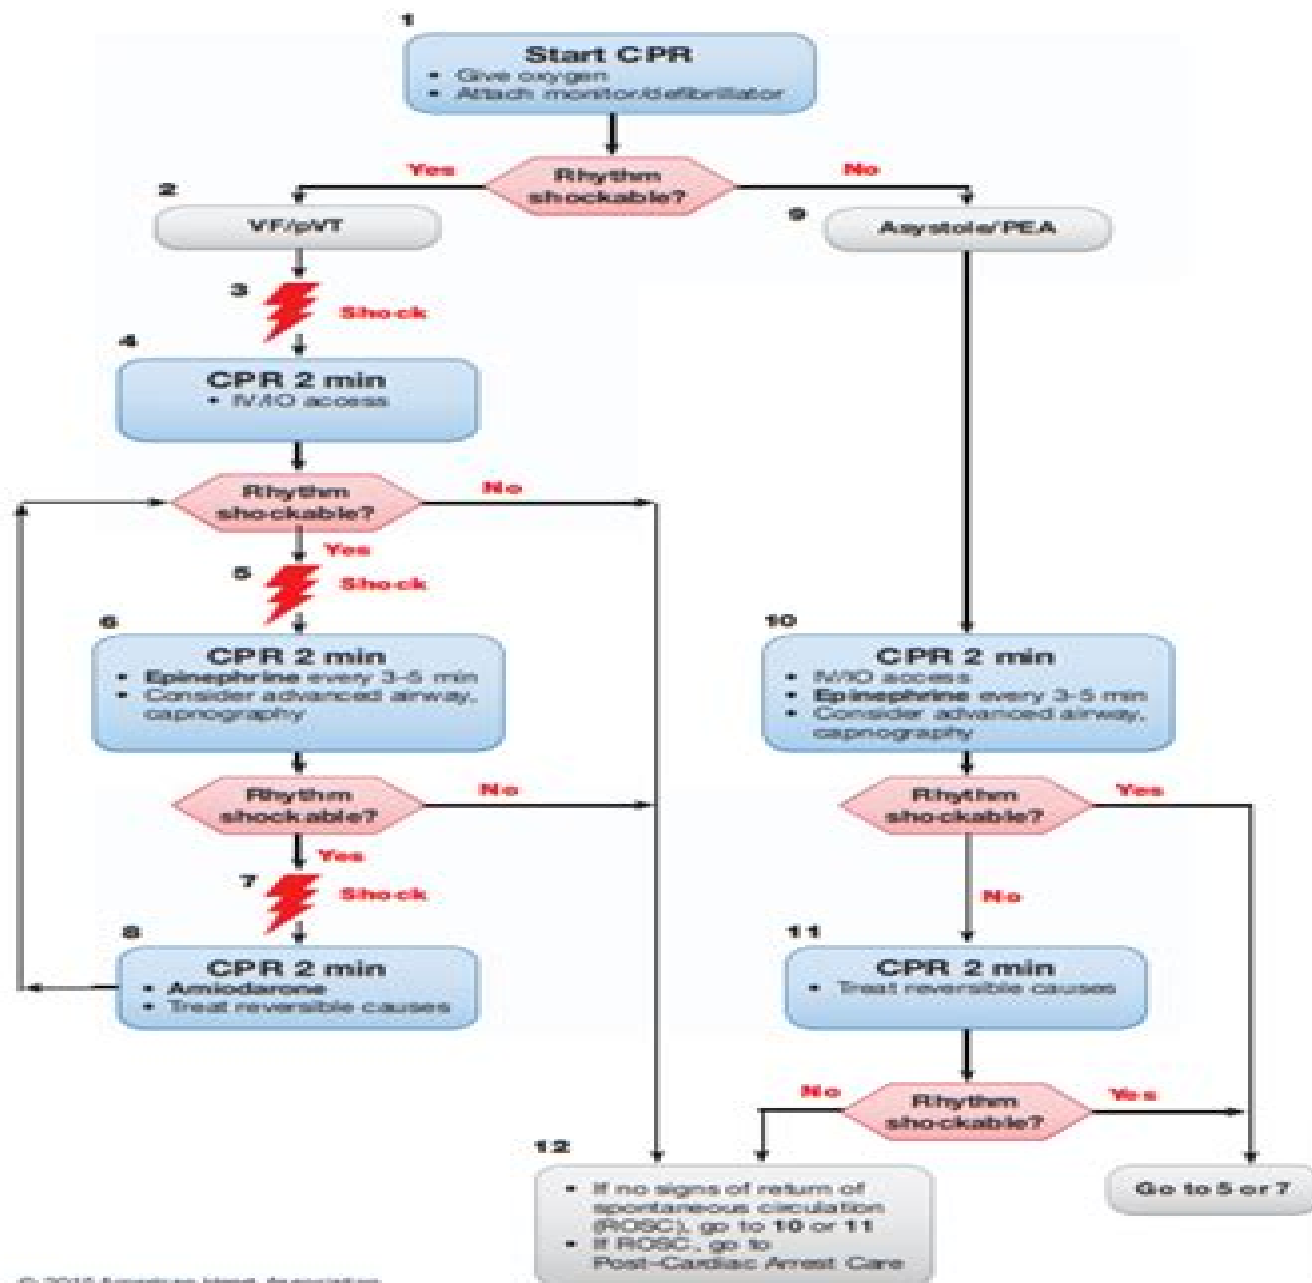 1
Start CPR
• Give oxygen
• Attach monitor/defibrillator
Rhythm
shockable?
Yes
No
2
VF/pVT
9
Asystole/PEA
3
Shock
4
CPR 2 min
• IV/IO access
Rhythm
shockable?
No
Yes
5
Shock
6
CPR 2 min
• Epinephrine every 3-5 min
• Consider advanced airway,
capnography
10
CPR 2 min
• IV/IO access
• Epinephrine every 3-5 min
• Consider advanced airway,
capnography
Rhythm
shockable?
No
Yes
Rhythm
shockable?
Yes
No
7
Shock
8
CPR 2 min
• Amiodarone
• Treat reversible causes
11
CPR 2 min
• Treat reversible causes
Rhythm
shockable?
No
Yes
12
• If no signs of return of
spontaneous circulation
(ROSC), go to 10 or 11
• If ROSC, go to
Post-Cardiac Arrest Care
Go to 5 or 7
© 2015 American Heart Association